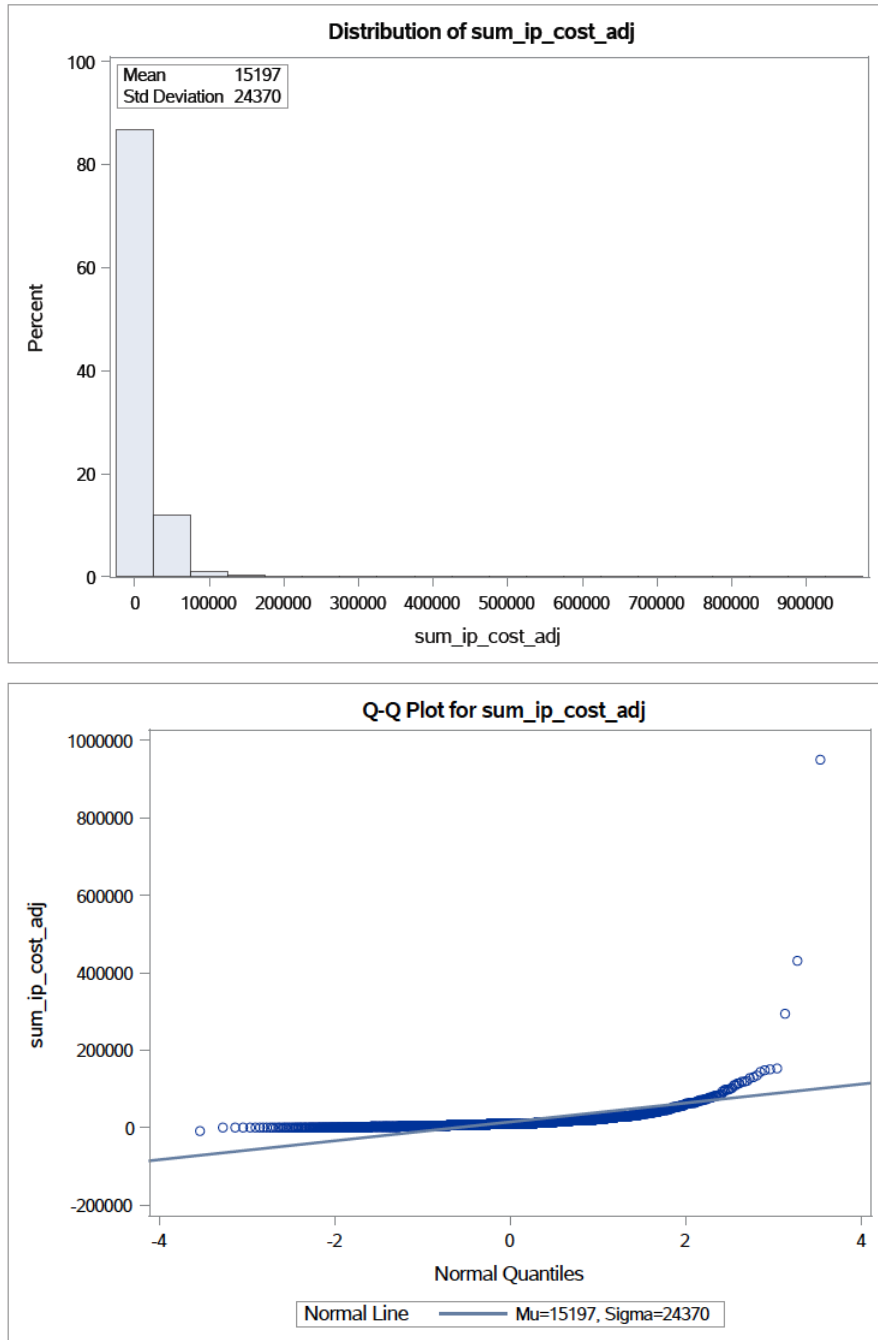 Distribution of sum_ip_cost_adj
100
Mean 15197
Std Deviation 24370
80
60
Percent
40
20
0
0 100000 200000 300000 400000 500000 600000 700000 800000 900000
sum_ip_cost_adj
Q-Q Plot for sum_ip_cost_adj
1000000
800000
600000
sum_ip_cost_adj
400000
200000
0
-200000
-4 -2 0 2 4
Normal Quantiles
Normal Line Mu=15197, Sigma=24370